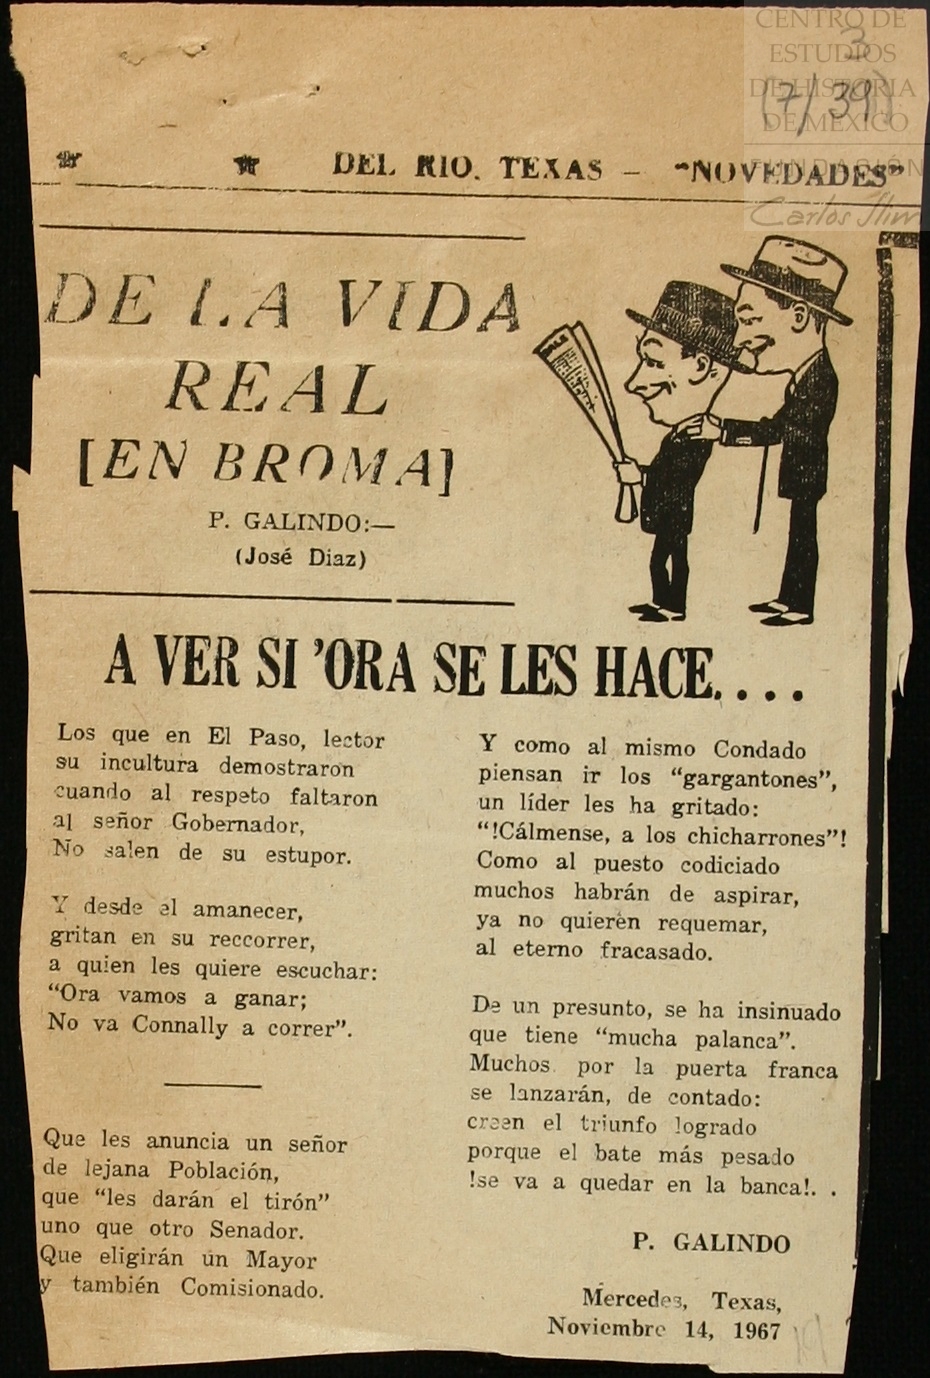 CENTRO DE
ESTUDIOS
DE HISTORIA
DE MÉXICO
FUNDACIÓN
Carlos Slim
3
(7/39)
DEL RIO, TEXAS — "NOVEDADES"
DE LA VIDA
REAL
[EN BROMA]
P. GALINDO:—
(José Diaz)
A VER SI 'ORA SE LES HACE....
Los que en El Paso, lector
su incultura demostraron
cuando al respeto faltaron
al señor Gobernador,
No salen de su estupor.
Y desde el amanecer,
gritan en su reccorrer,
a quien les quiere escuchar:
"Ora vamos a ganar;
No va Connally a correr".
Que les anuncia un señor
de lejana Población,
que "les darán el tirón"
uno que otro Senador.
Que eligirán un Mayor
y también Comisionado.
Y como al mismo Condado
piensan ir los "gargantones",
un líder les ha gritado:
"!Cálmense, a los chicharrones"!
Como al puesto codiciado
muchos habrán de aspirar,
ya no quierèn requemar,
al eterno fracasado.
De un presunto, se ha insinuado
que tiene "mucha palanca".
Muchos por la puerta franca
se lanzarán, de contado:
creen el triunfo logrado
porque el bate más pesado
!se va a quedar en la banca!. .
P. GALINDO
Mercedes, Texas,
Noviembre 14, 1967